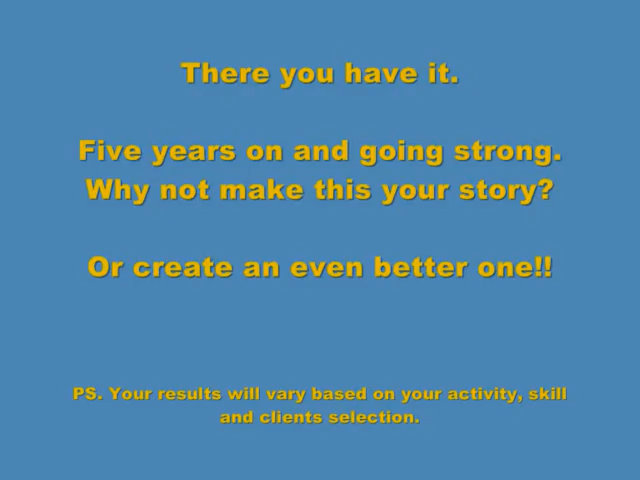 There you have it.
Five years on and going strong.
Why not make this your story?
Or create an even better one!!
PS. Your results will vary based on your activity, skill
and clients selection.